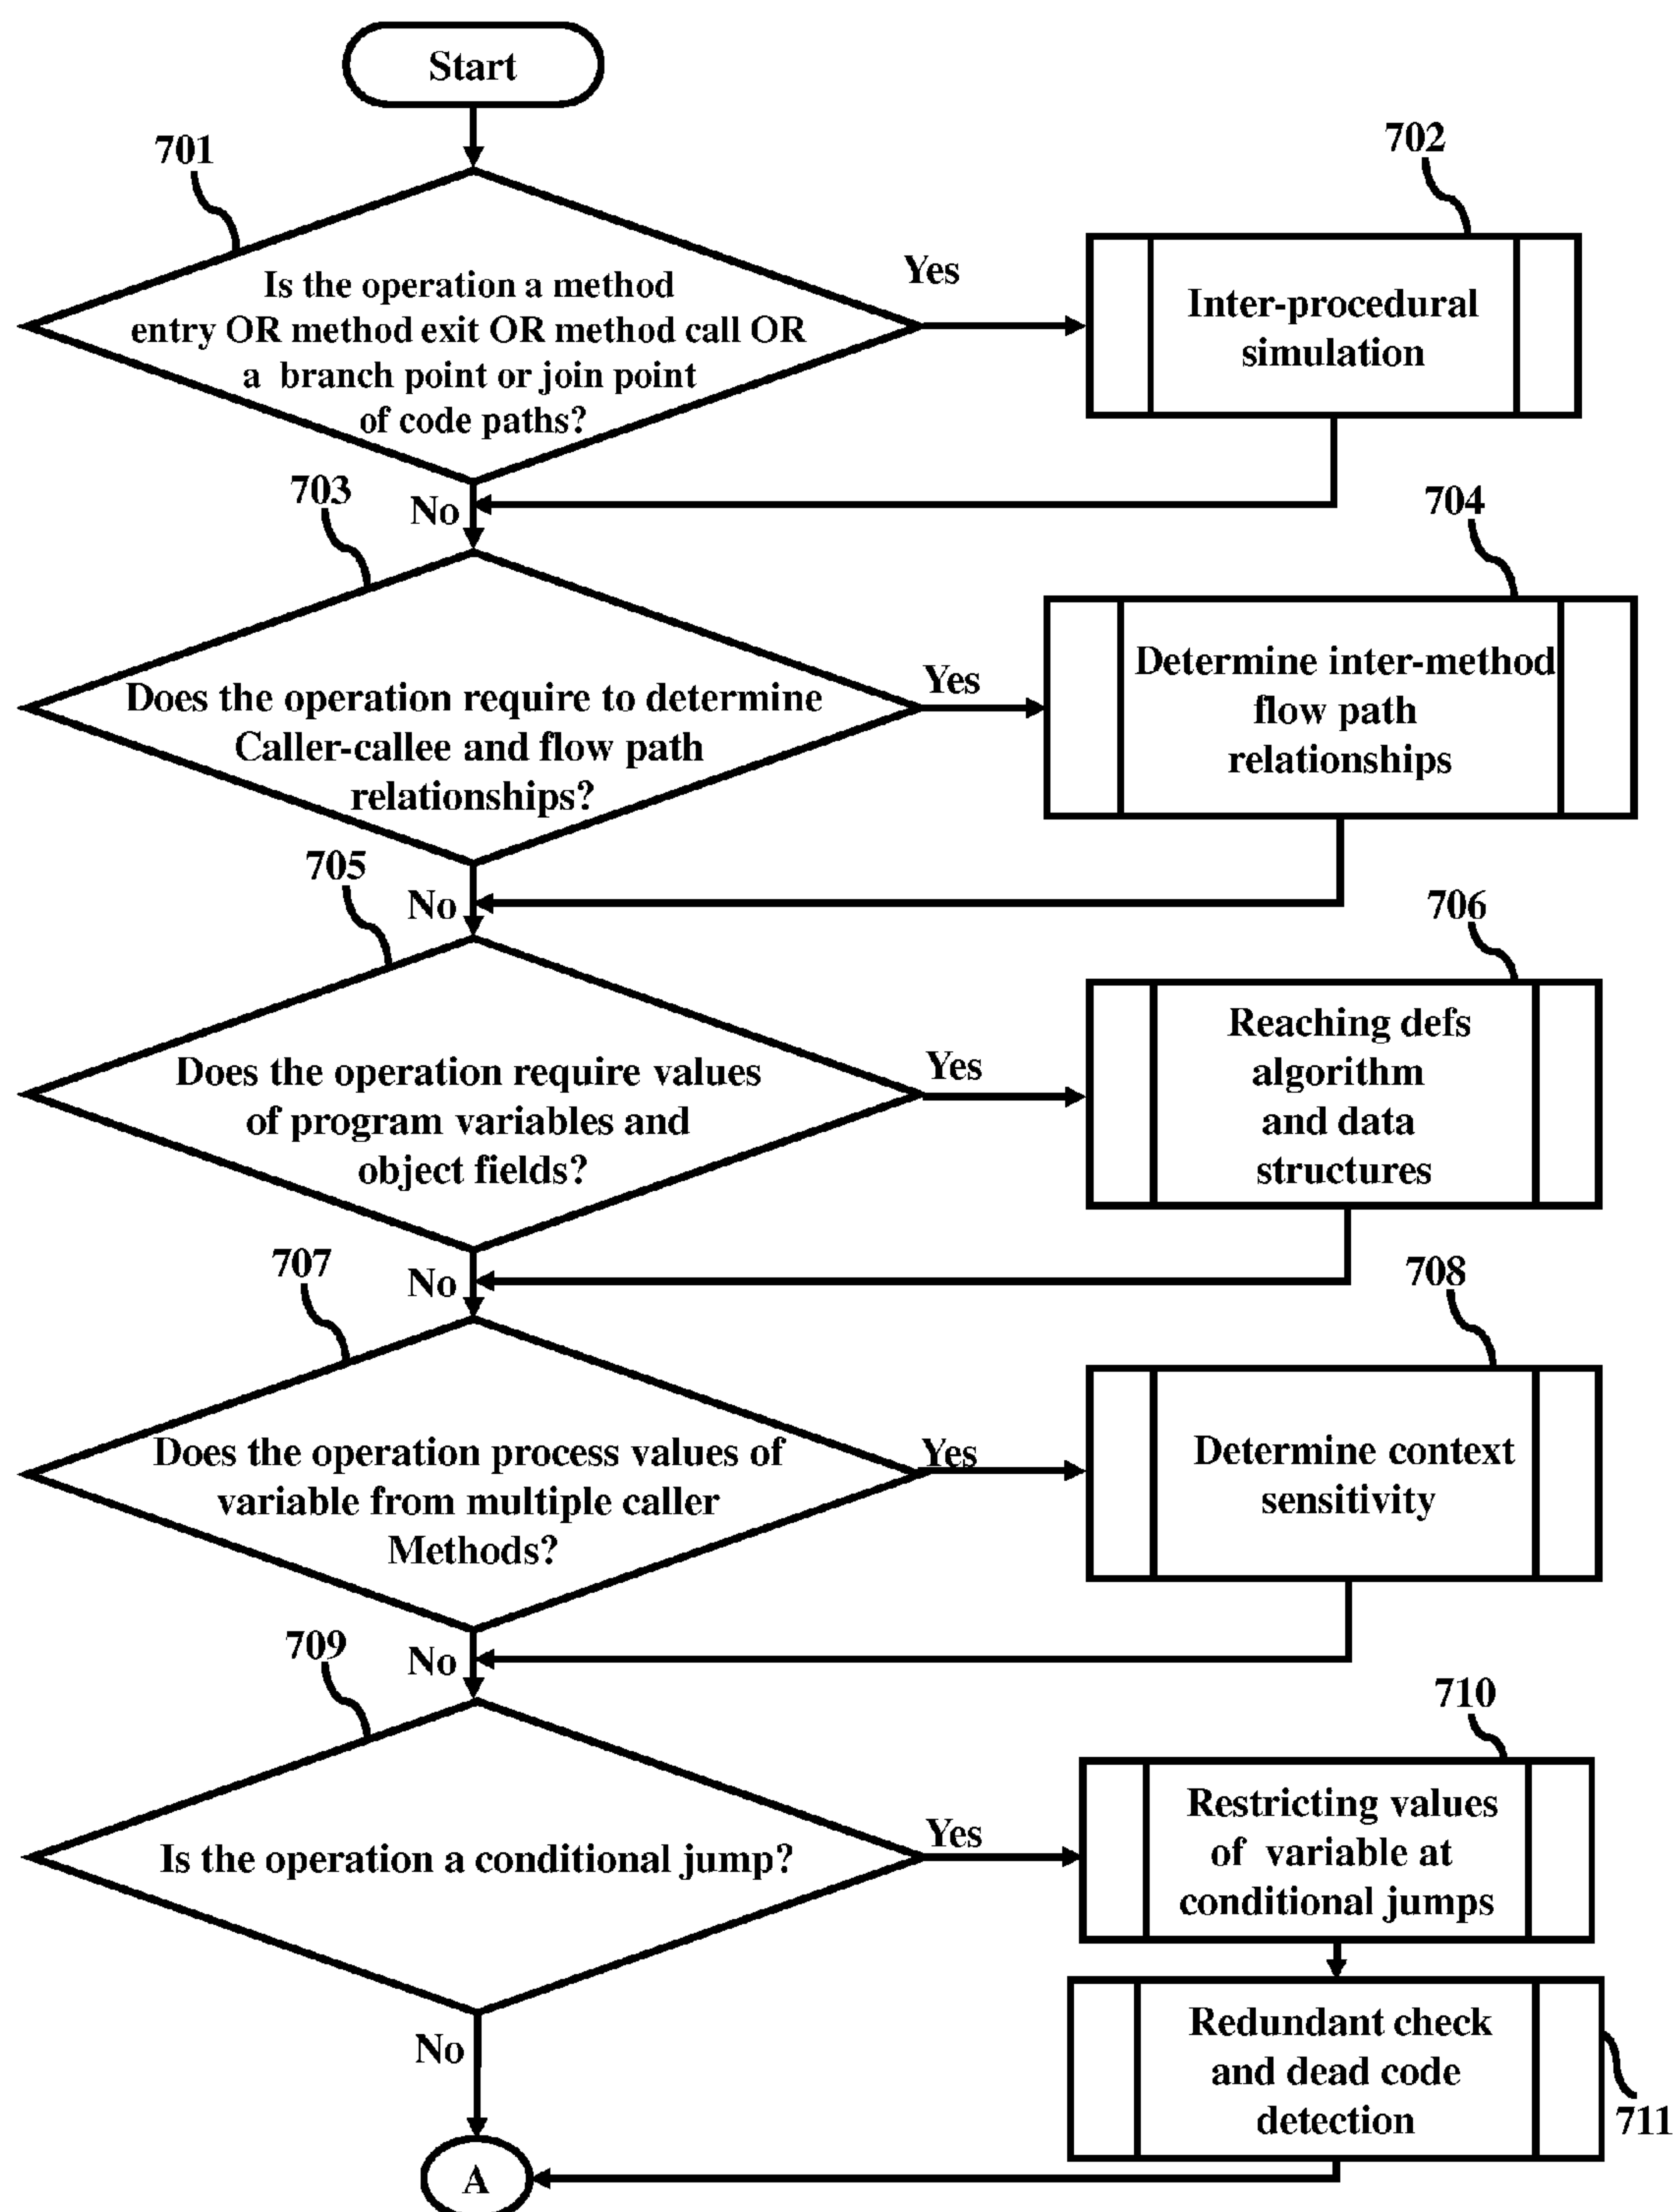 Start
701
702
Is the operation a method
entry OR method exit OR method call OR
a branch point or join point
of code paths?
Yes
Inter-procedural
simulation
No
703
704
Does the operation require to determine
Caller-callee and flow path
relationships?
Yes
Determine inter-method
flow path
relationships
No
705
706
Does the operation require values
of program variables and
object fields?
Yes
Reaching defs
algorithm
and data
structures
No
707
708
Does the operation process values of
variable from multiple caller
Methods?
Yes
Determine context
sensitivity
No
709
710
Is the operation a conditional jump?
Yes
Restricting values
of variable at
conditional jumps
No
Redundant check
and dead code
detection
711
A